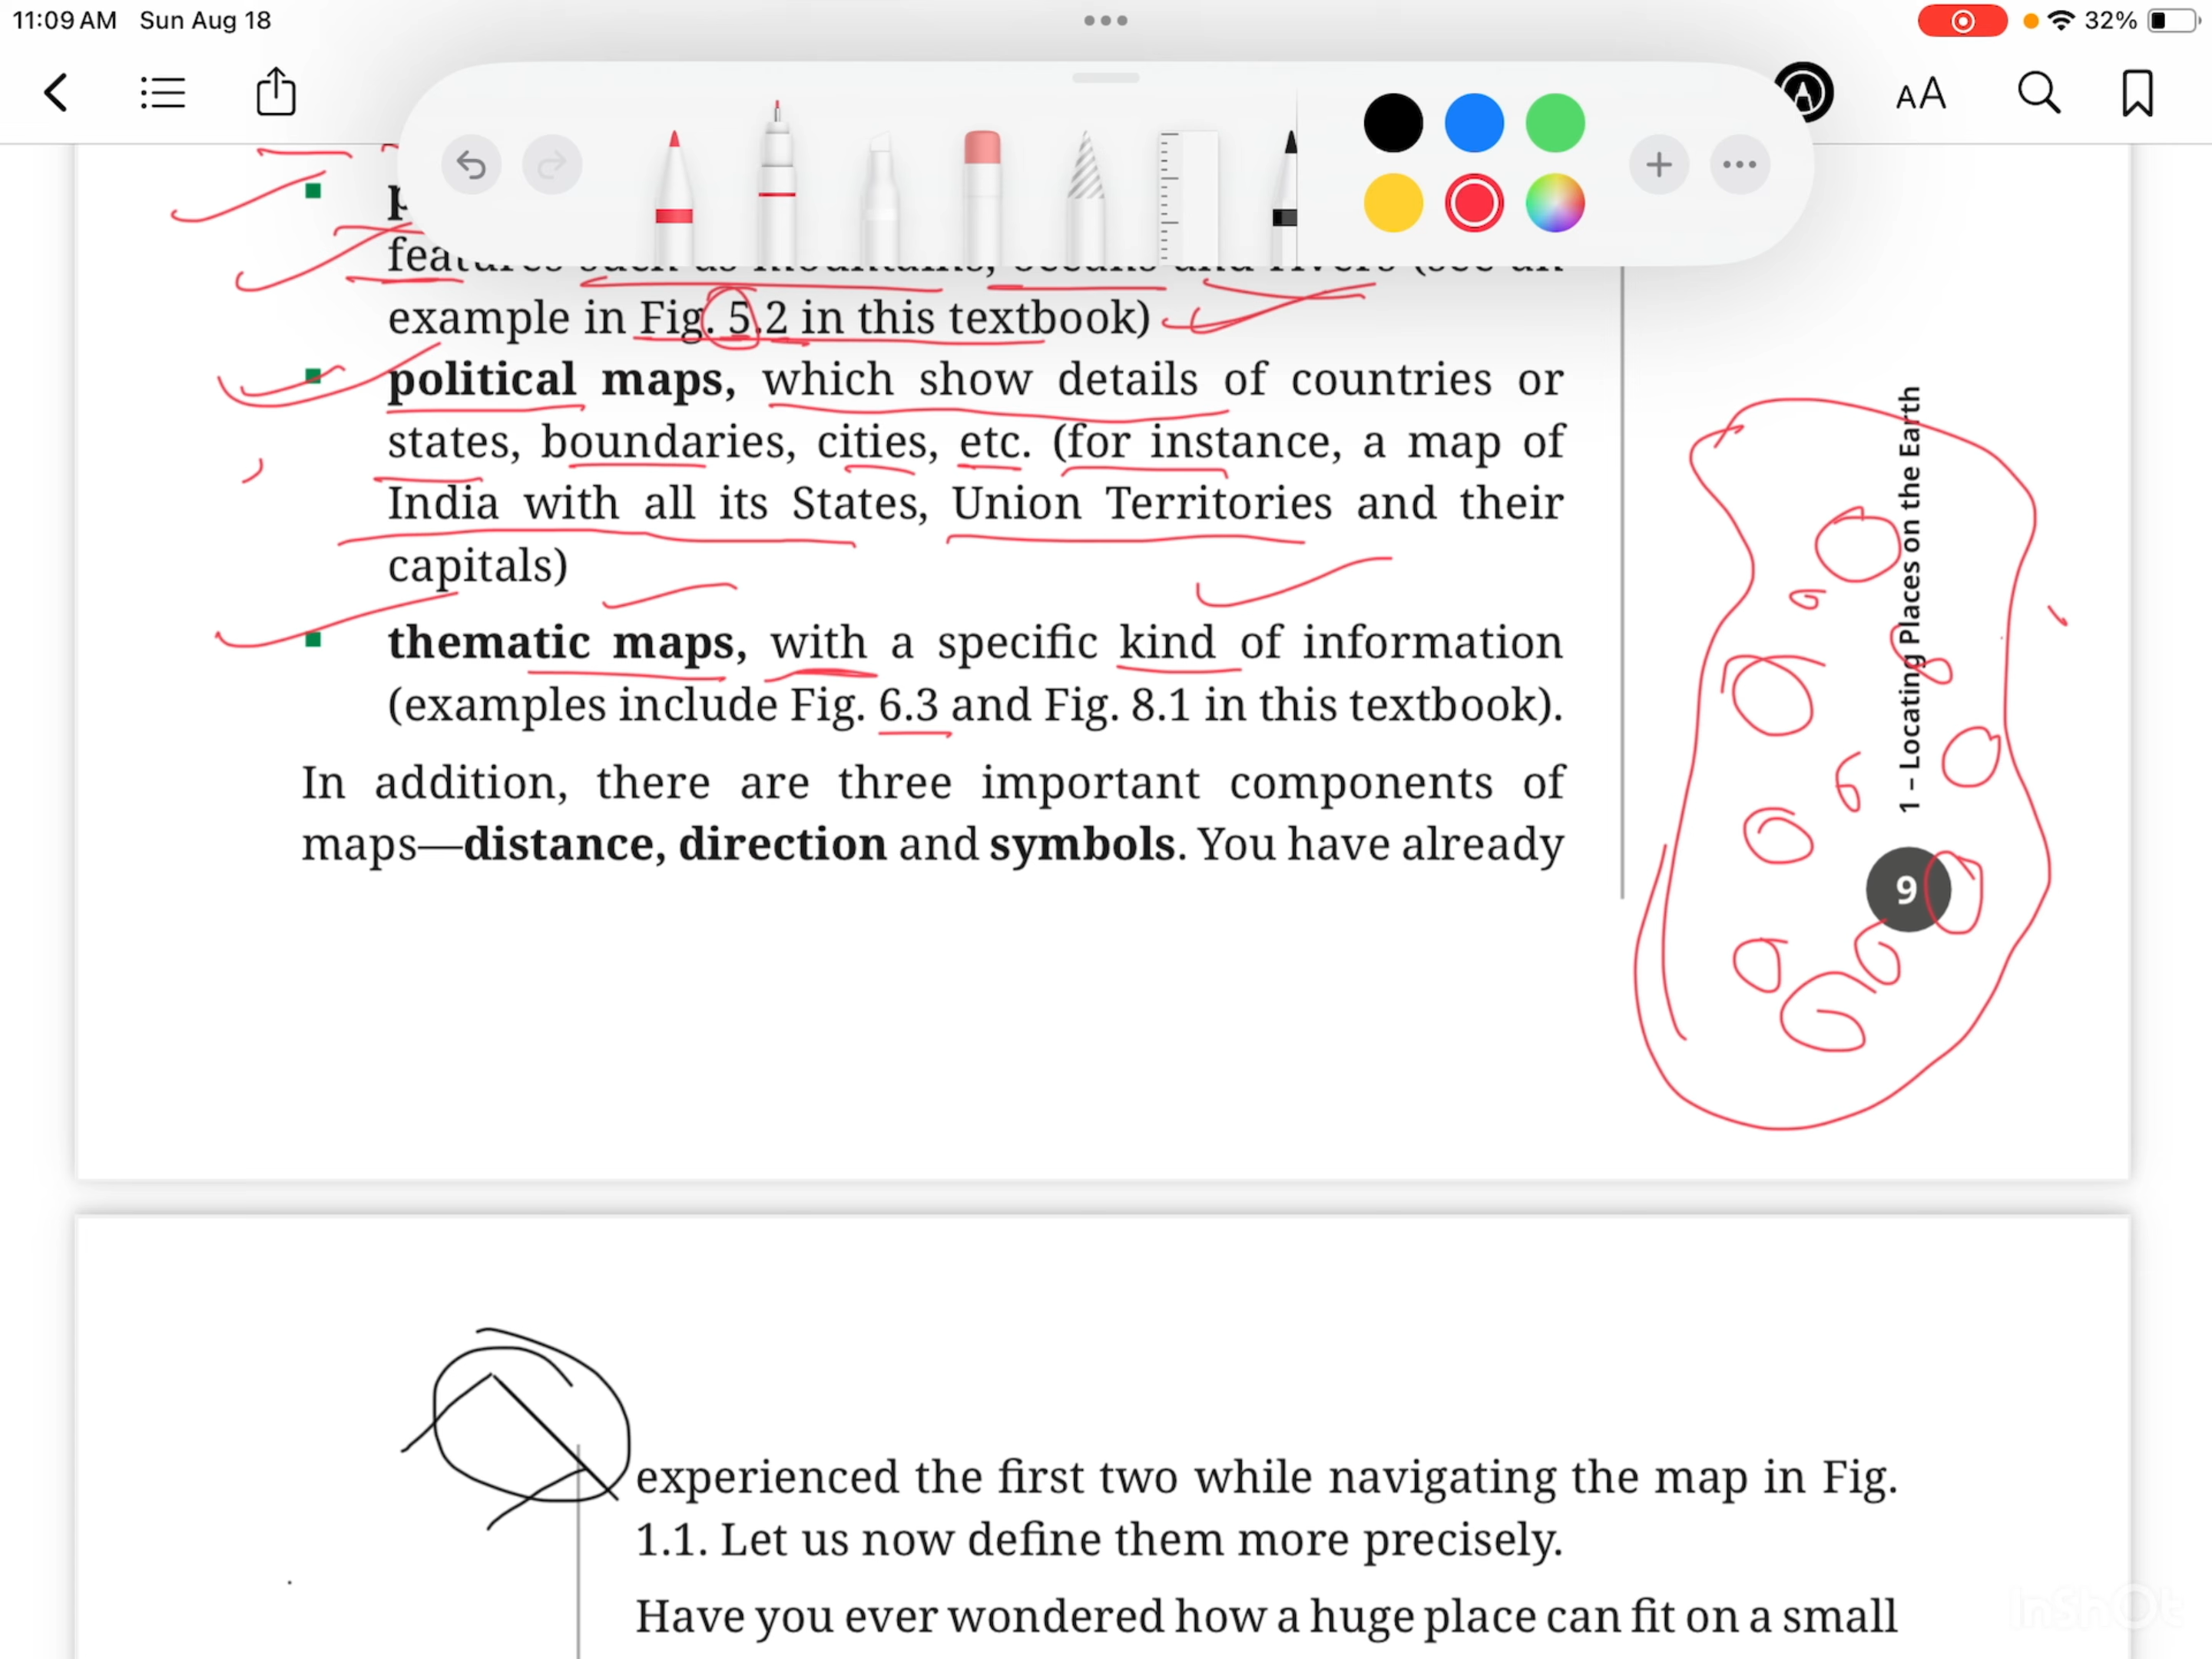 11:09 AM Sun Aug 18
32%
AA
example in Fig. 5.2 in this textbook)
political maps, which show details of countries or
states, boundaries, cities, etc. (for instance, a map of
India with all its States, Union Territories and their
capitals)
thematic maps, with a specific kind of information
(examples include Fig. 6.3 and Fig. 8.1 in this textbook).
In addition, there are three important components of
maps—distance, direction and symbols. You have already
1 – Locating Places on the Earth
9
experienced the first two while navigating the map in Fig.
1.1. Let us now define them more precisely.
Have you ever wondered how a huge place can fit on a small
InShOt